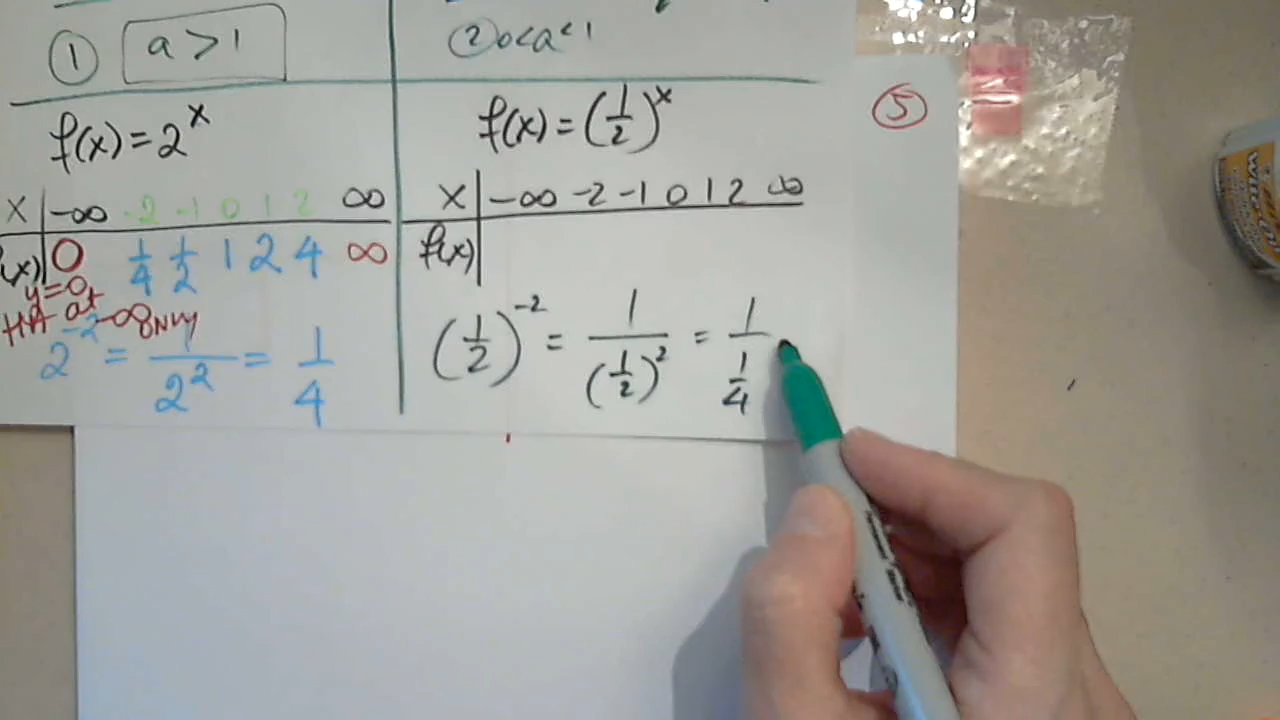 ① a > 1
② 0<a<1
⑤
f(x) = 2^x
f(x) = (1/2)^x
x | -∞ -2 -1 0 1 2 ∞
f(x) | 0 1/4 1/2 1 2 4 ∞
y=0
HA at -∞ only
2^-2 = 1/2^2 = 1/4
x | -∞ -2 -1 0 1 2 ∞
f(x)
(1/2)^-2 = 1/(1/2)^2 = 1/(1/4)